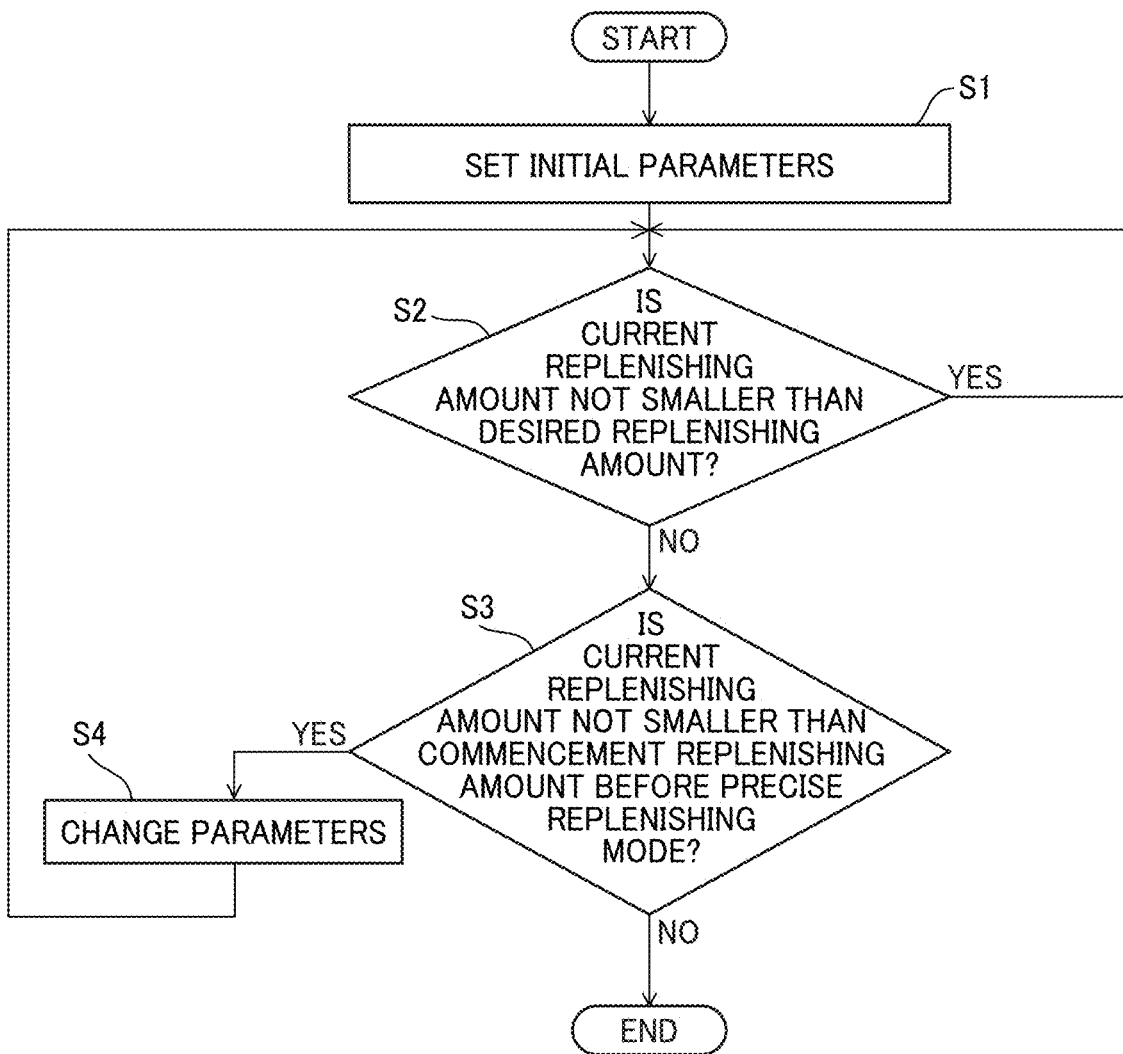 START
S1
SET INITIAL PARAMETERS
S2
IS
CURRENT
REPLENISHING
AMOUNT NOT SMALLER THAN
DESIRED REPLENISHING
AMOUNT?
YES
NO
S3
IS
CURRENT
REPLENISHING
AMOUNT NOT SMALLER THAN
COMMENCEMENT REPLENISHING
AMOUNT BEFORE PRECISE
REPLENISHING
MODE?
YES
S4
CHANGE PARAMETERS
NO
END